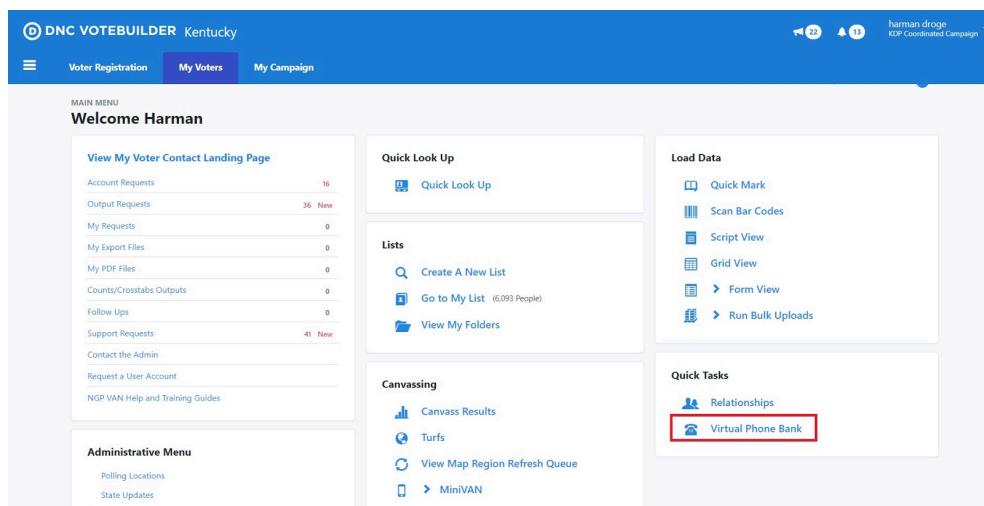 DNC VOTEBUILDER Kentucky
22
13
harman droge
KDP Coordinated Campaign
Voter Registration
My Voters
My Campaign
MAIN MENU
Welcome Harman
View My Voter Contact Landing Page
Account Requests 16
Output Requests 36 New
My Requests 0
My Export Files 0
My PDF Files 0
Counts/Crosstabs Outputs 0
Follow Ups 0
Support Requests 41 New
Contact the Admin
Request a User Account
NGP VAN Help and Training Guides
Administrative Menu
Polling Locations
State Updates
Quick Look Up
Quick Look Up
Lists
Create A New List
Go to My List (6,093 People)
View My Folders
Canvassing
Canvass Results
Turfs
View Map Region Refresh Queue
MiniVAN
Load Data
Quick Mark
Scan Bar Codes
Script View
Grid View
Form View
Run Bulk Uploads
Quick Tasks
Relationships
Virtual Phone Bank